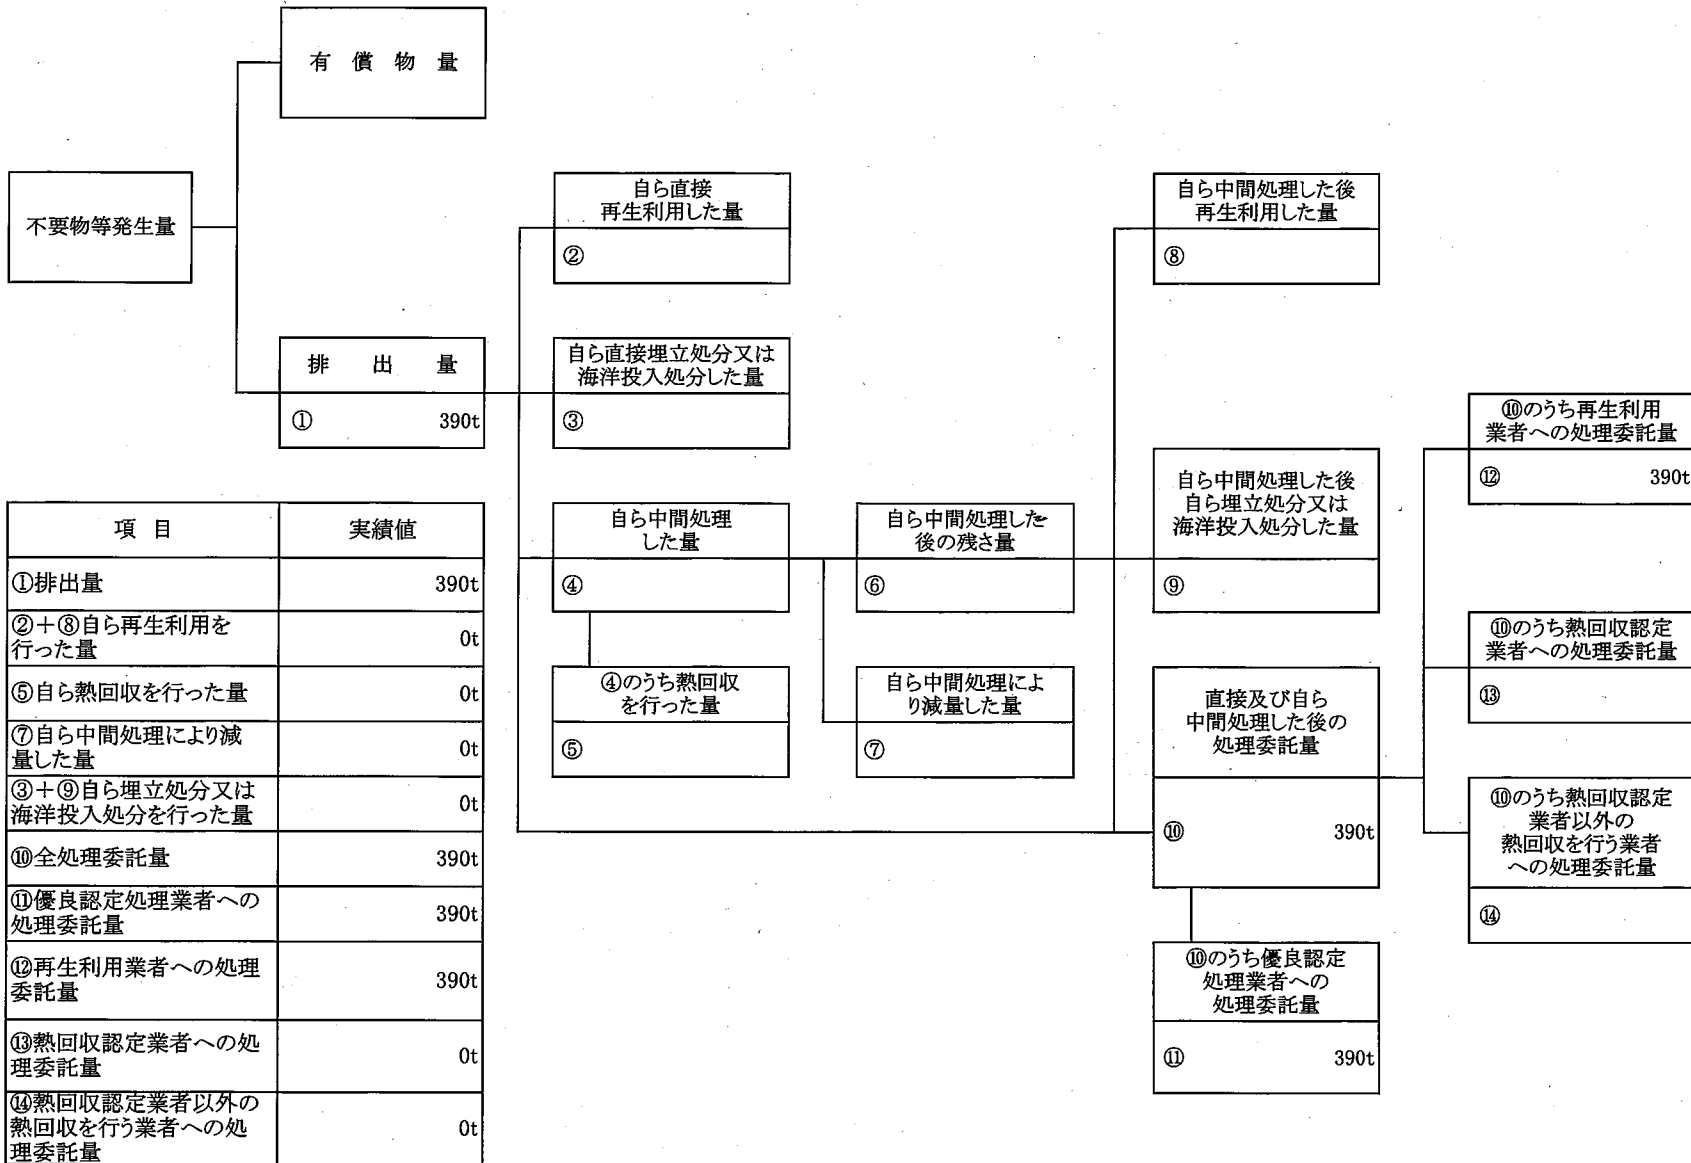 有償物量
不要物等発生量
自ら直接
再生利用した量
②
自ら中間処理した後
再生利用した量
⑧
排出量
① 390t
自ら直接埋立処分又は
海洋投入処分した量
③
⑩のうち再生利用
業者への処理委託量
⑫ 390t
自ら中間処理
した量
④
自ら中間処理した
後の残さ量
⑥
自ら中間処理した後
自ら埋立処分又は
海洋投入処分した量
⑨
⑩のうち熱回収認定
業者への処理委託量
⑬
④のうち熱回収
を行った量
⑤
自ら中間処理によ
り減量した量
⑦
直接及び自ら
中間処理した後の
処理委託量
⑩ 390t
⑩のうち熱回収認定
業者以外の
熱回収を行う業者
への処理委託量
⑭
⑩のうち優良認定
処理業者への
処理委託量
⑪ 390t
項目 実績値
①排出量 390t
②+⑧自ら再生利用を
行った量 0t
⑤自ら熱回収を行った量 0t
⑦自ら中間処理により減
量した量 0t
③+⑨自ら埋立処分又は
海洋投入処分を行った量 0t
⑩全処理委託量 390t
⑪優良認定処理業者への
処理委託量 390t
⑫再生利用業者への処理
委託量 390t
⑬熱回収認定業者への処
理委託量 0t
⑭熱回収認定業者以外の
熱回収を行う業者への処
理委託量 0t